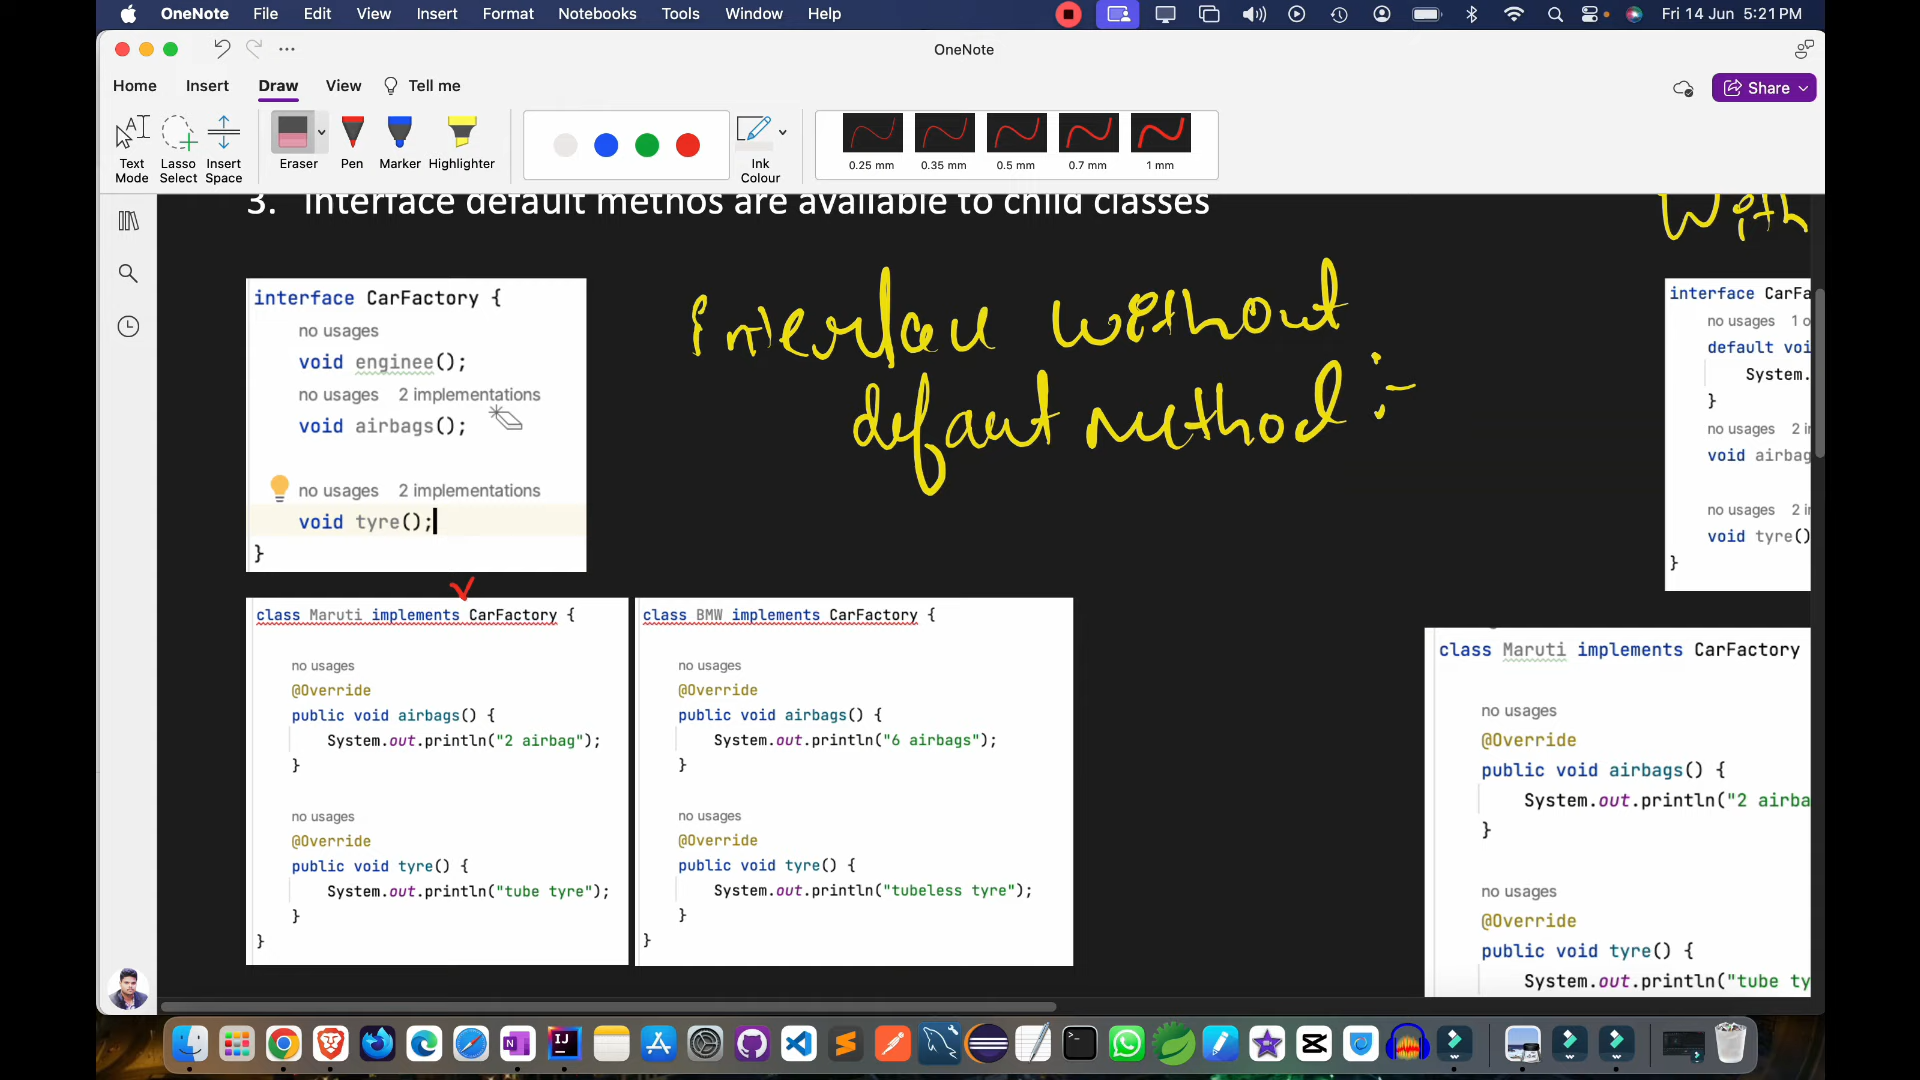 OneNote File Edit View Insert Format Notebooks Tools Window Help Fri 14 Jun 5:21 PM
OneNote
Home Insert Draw View Tell me Share
Text Mode Lasso Select Insert Space Eraser Pen Marker Highlighter Ink Colour 0.25 mm 0.35 mm 0.5 mm 0.7 mm 1 mm
3. Interface default methos are available to child classes
With
interface CarFactory {
no usages
void enginee();
no usages 2 implementations
void airbags();
no usages 2 implementations
void tyre();
}
Interface without
defaut method :-
interface CarFa
no usages 1 o
default voi
System.
}
no usages 2 i
void airbag
no usages 2 i
void tyre()
}
class Maruti implements CarFactory {
no usages
@Override
public void airbags() {
System.out.println("2 airbag");
}
no usages
@Override
public void tyre() {
System.out.println("tube tyre");
}
}
class BMW implements CarFactory {
no usages
@Override
public void airbags() {
System.out.println("6 airbags");
}
no usages
@Override
public void tyre() {
System.out.println("tubeless tyre");
}
}
class Maruti implements CarFactory
no usages
@Override
public void airbags() {
System.out.println("2 airba
}
no usages
@Override
public void tyre() {
System.out.println("tube ty